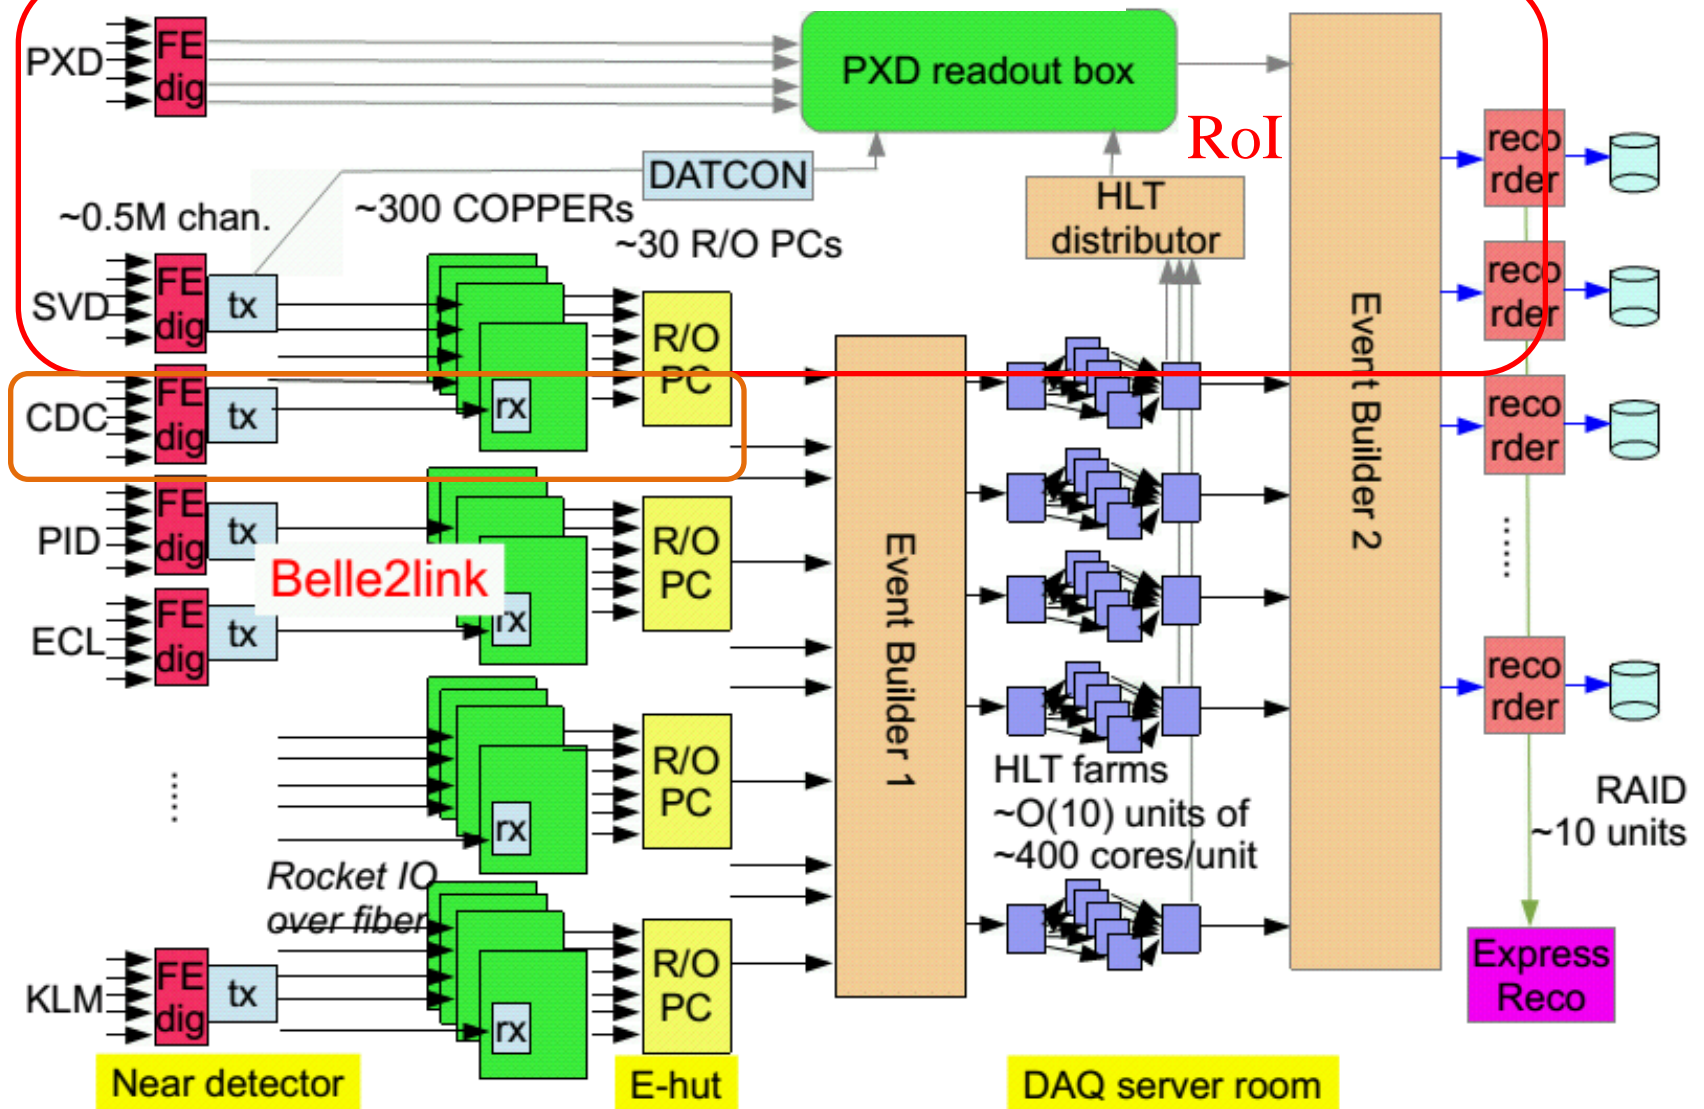 PXD
FE
dig
PXD readout box
RoI
DATCON
HLT
distributor
~0.5M chan.
~300 COPPERs
~30 R/O PCs
SVD
FE
dig
tx
R/O
PC
CDC
FE
dig
tx
rx
PID
FE
dig
tx
Belle2link
R/O
PC
ECL
FE
dig
tx
rx
R/O
PC
rx
Rocket IO
over fiber
KLM
FE
dig
tx
rx
R/O
PC
Event Builder 1
HLT farms
~O(10) units of
~400 cores/unit
Event Builder 2
reco
rder
reco
rder
reco
rder
......
reco
rder
RAID
~10 units
Express
Reco
.....
Near detector
E-hut
DAQ server room